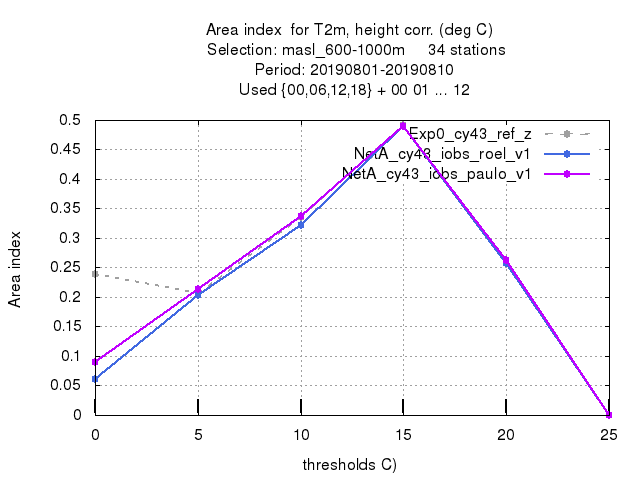 Area index  for T2m, height corr. (deg C)
Selection: masl_600-1000m     34 stations
Period: 20190801-20190810
Used {00,06,12,18} + 00 01 ... 12
Exp0_cy43_ref_z
NetA_cy43_iobs_roel_v1
NetA_cy43_iobs_paulo_v1
Area index
0.5
0.45
0.4
0.35
0.3
0.25
0.2
0.15
0.1
0.05
0
0 5 10 15 20 25
thresholds C)